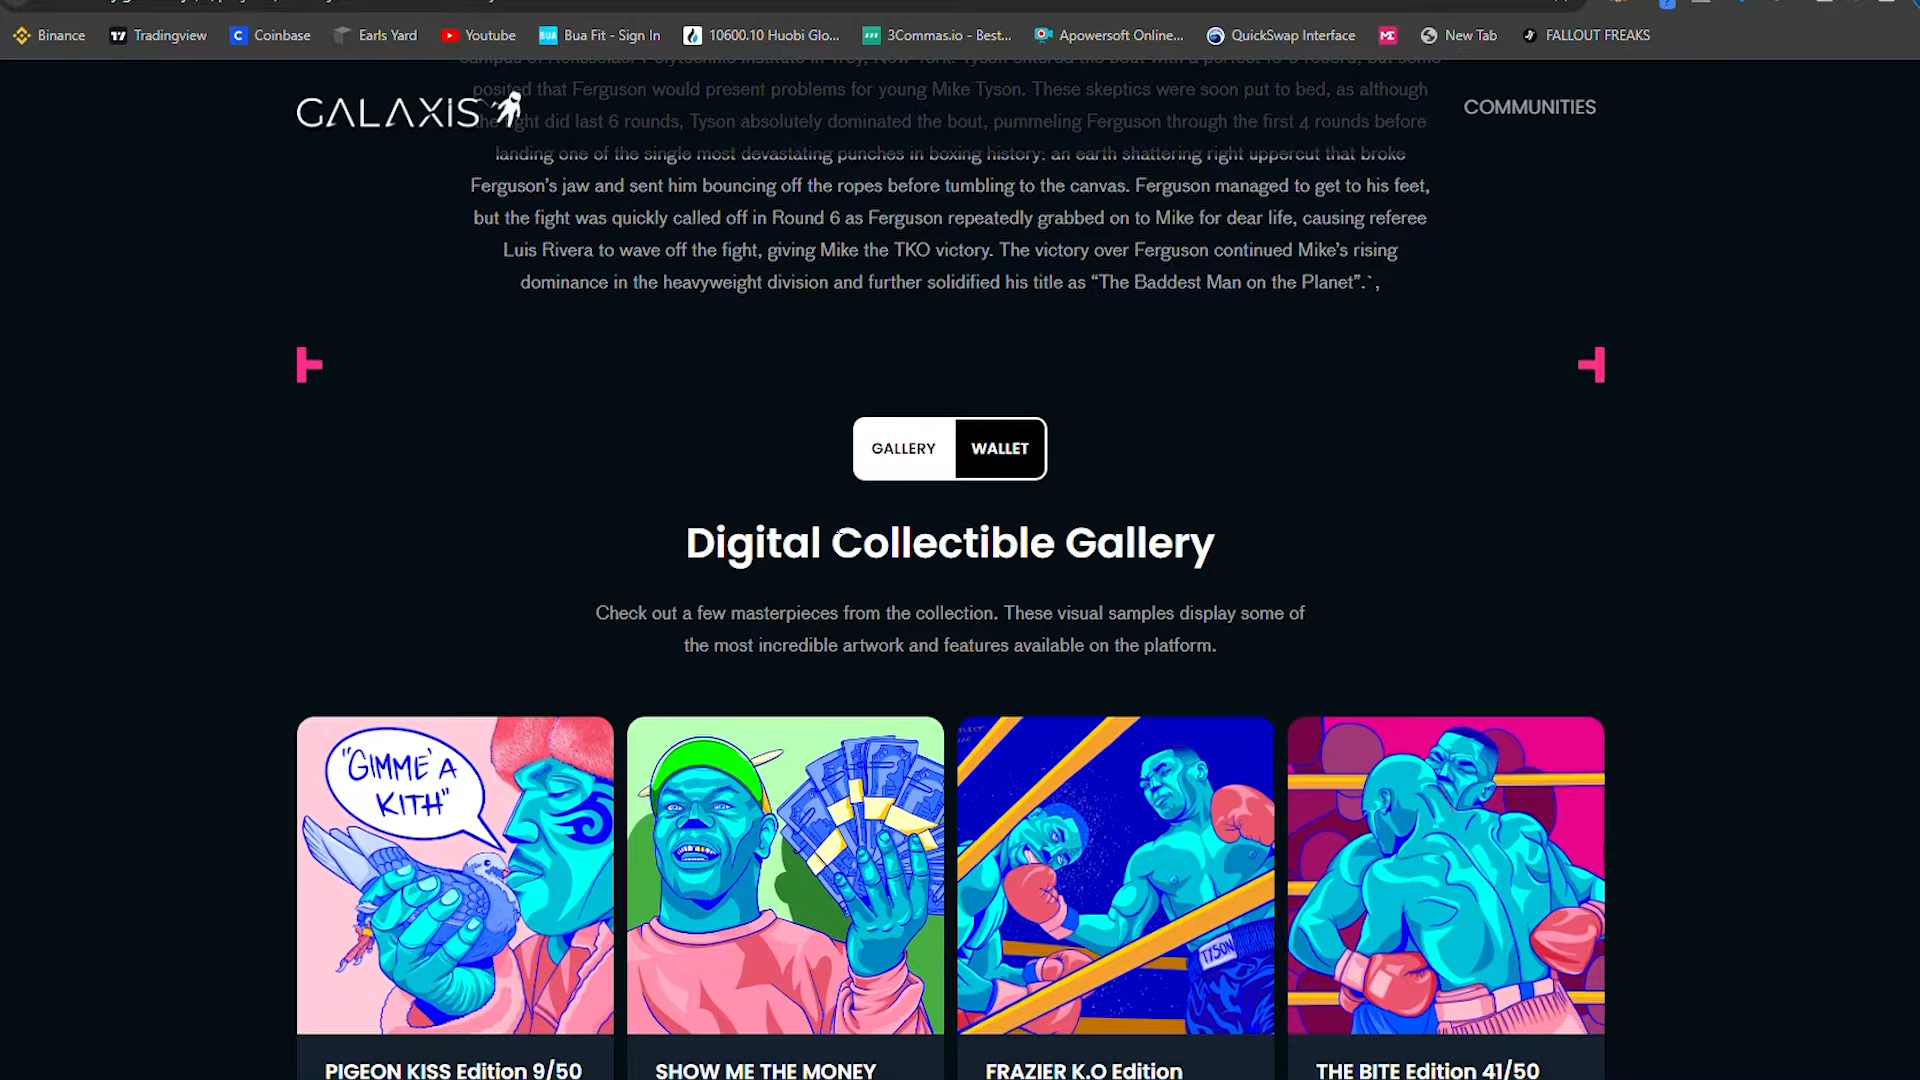 Binance
Tradingview
Coinbase
Earls Yard
Youtube
Bua Fit - Sign In
10600.10 Huobi Glo...
3Commas.io - Best...
Apowersoft Online...
QuickSwap Interface
New Tab
FALLOUT FREAKS
GALAXIS
COMMUNITIES
posited that Ferguson would present problems for young Mike Tyson. These skeptics were soon put to bed, as although
the fight did last 6 rounds, Tyson absolutely dominated the bout, pummeling Ferguson through the first 4 rounds before
landing one of the single most devastating punches in boxing history: an earth shattering right uppercut that broke
Ferguson's jaw and sent him bouncing off the ropes before tumbling to the canvas. Ferguson managed to get to his feet,
but the fight was quickly called off in Round 6 as Ferguson repeatedly grabbed on to Mike for dear life, causing referee
Luis Rivera to wave off the fight, giving Mike the TKO victory. The victory over Ferguson continued Mike's rising
dominance in the heavyweight division and further solidified his title as “The Baddest Man on the Planet”.`,
GALLERY
WALLET
Digital Collectible Gallery
Check out a few masterpieces from the collection. These visual samples display some of
the most incredible artwork and features available on the platform.
"GIMME' A
KITH"
TYSON
PIGEON KISS Edition 9/50
SHOW ME THE MONEY
FRAZIER K.O Edition
THE BITE Edition 41/50